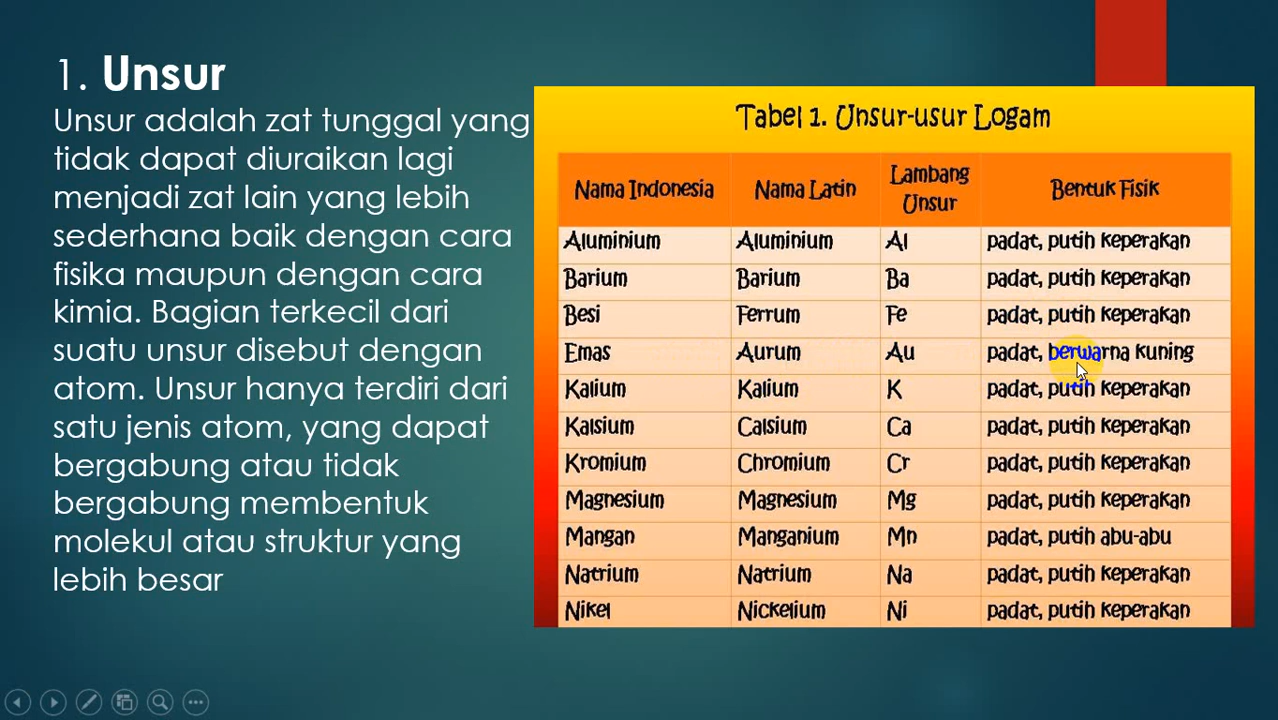 1. Unsur
Unsur adalah zat tunggal yang
tidak dapat diuraikan lagi
menjadi zat lain yang lebih
sederhana baik dengan cara
fisika maupun dengan cara
kimia. Bagian terkecil dari
suatu unsur disebut dengan
atom. Unsur hanya terdiri dari
satu jenis atom, yang dapat
bergabung atau tidak
bergabung membentuk
molekul atau struktur yang
lebih besar
Tabel 1. Unsur-usur Logam
Nama Indonesia Nama Latin Lambang Unsur Bentuk Fisik
Aluminium Aluminium Al padat, putih keperakan
Barium Barium Ba padat, putih keperakan
Besi Ferrum Fe padat, putih keperakan
Emas Aurum Au padat, berwarna kuning
Kalium Kalium K padat, putih keperakan
Kalsium Calsium Ca padat, putih keperakan
Kromium Chromium Cr padat, putih keperakan
Magnesium Magnesium Mg padat, putih keperakan
Mangan Manganium Mn padat, putih abu-abu
Natrium Natrium Na padat, putih keperakan
Nikel Nickelium Ni padat, putih keperakan